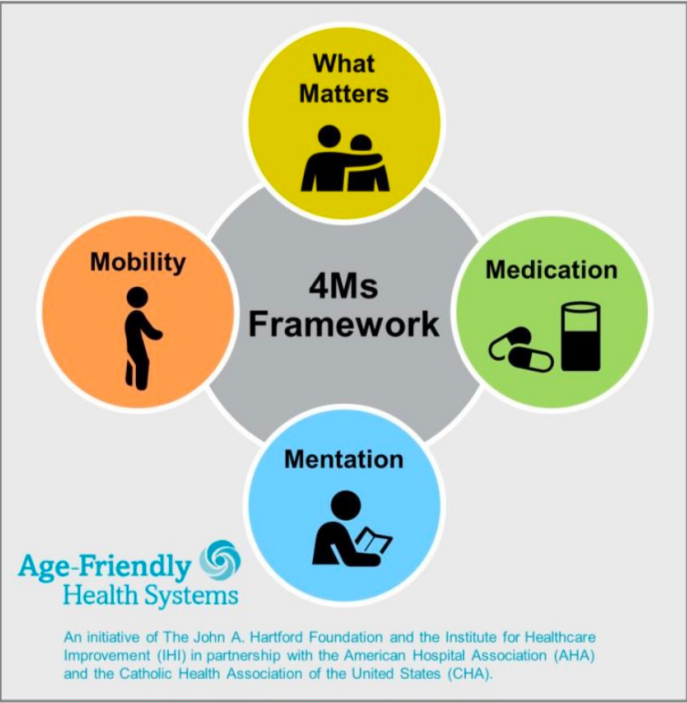 What
Matters
Mobility
4Ms
Framework
Medication
Mentation
Age-Friendly
Health Systems
An initiative of The John A. Hartford Foundation and the Institute for Healthcare
Improvement (IHI) in partnership with the American Hospital Association (AHA)
and the Catholic Health Association of the United States (CHA).